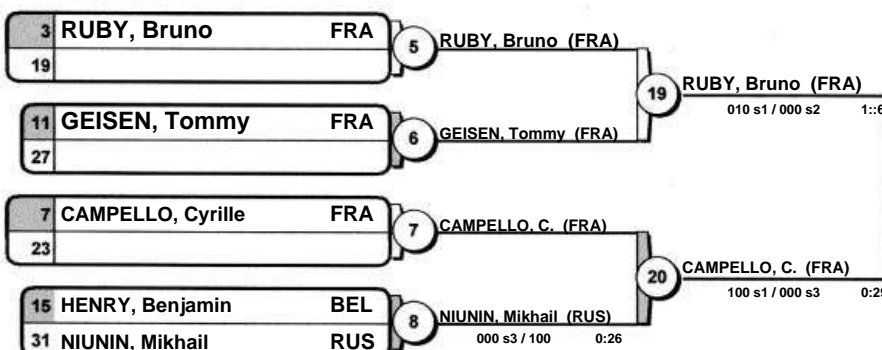 3 RUBY, Bruno FRA
19
5
RUBY, Bruno (FRA)
11 GEISEN, Tommy FRA
27
6
GEISEN, Tommy (FRA)
19
RUBY, Bruno (FRA)
010 s1 / 000 s2 1::6
7 CAMPELLO, Cyrille FRA
23
7
CAMPELLO, C. (FRA)
15 HENRY, Benjamin BEL
31 NIUNIN, Mikhail RUS
8
NIUNIN, Mikhail (RUS)
000 s3 / 100 0:26
20
CAMPELLO, C. (FRA)
100 s1 / 000 s3